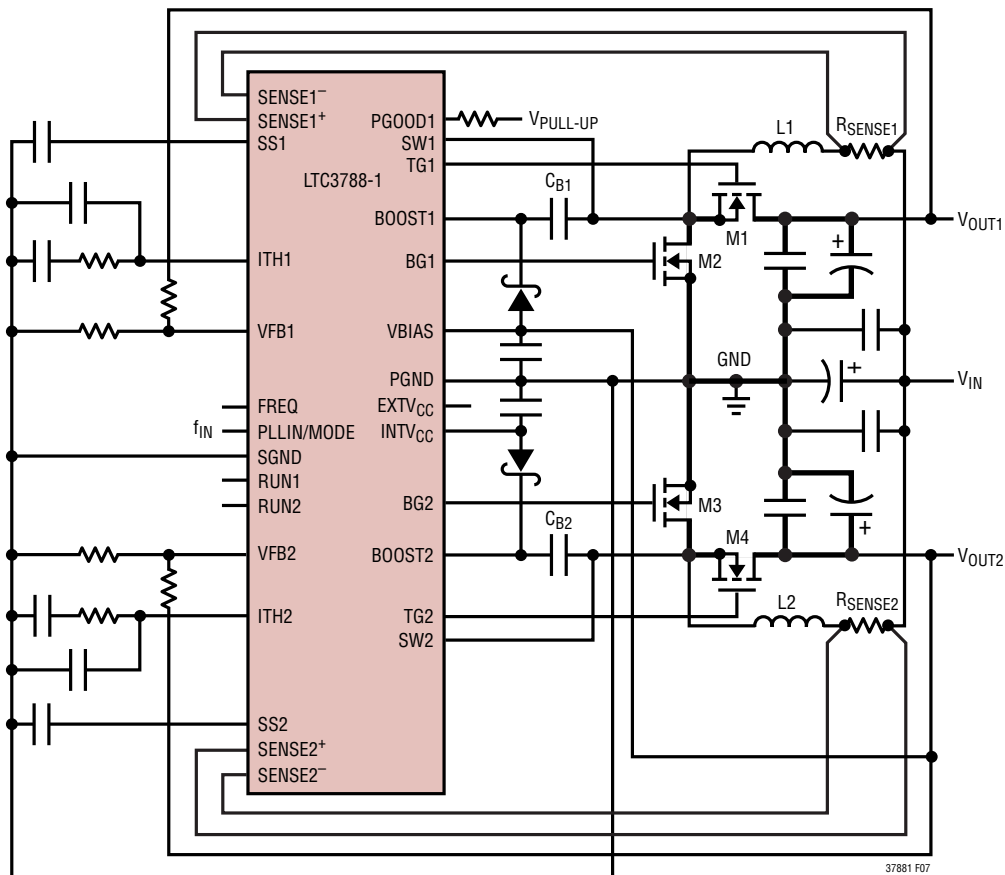 SENSE1–
SENSE1+
SS1
LTC3788-1
ITH1
VFB1
FREQ
fIN
PLLIN/MODE
SGND
RUN1
RUN2
VFB2
ITH2
SS2
SENSE2+
SENSE2–
PGOOD1
VPULL-UP
SW1
TG1
BOOST1
CB1
BG1
VBIAS
PGND
EXTVCC
INTVCC
BG2
BOOST2
CB2
TG2
SW2
L1
RSENSE1
M1
M2
VOUT1
GND
VIN
M3
M4
VOUT2
L2
RSENSE2
+
+
+
37881 F07